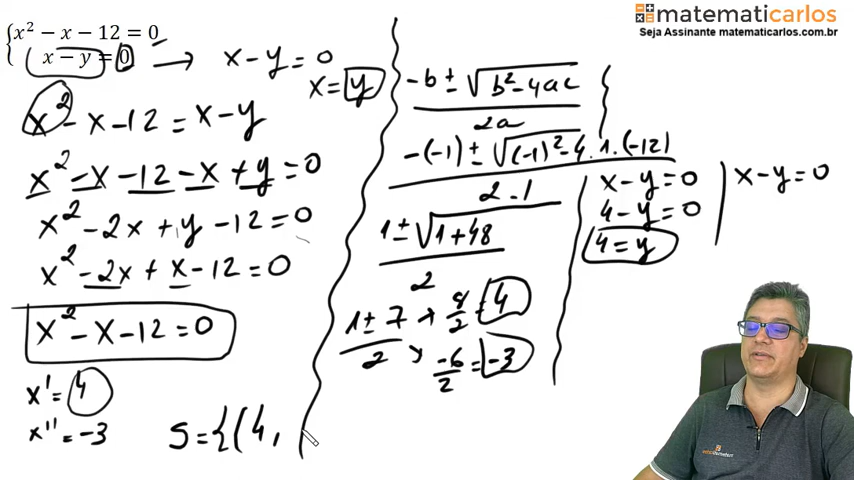 x² − x − 12 = 0
x − y = 0 → x-y=0
x=y
x²-x-12=x-y
x²-x-12-x+y=0
x²-2x+y-12=0
x²-2x+x-12=0
x²-x-12=0
x'=4
x''=-3
S={(4,
-b±√b²-4ac
2a
-(-1)±√(-1)²-4.1.(-12)
2.1
1±√1+48
2
1±7
2
8/2=4
-6/2=-3
x-y=0
4-y=0
4=y
x-y=0
matematicarlos
Seja Assinante matematicarlos.com